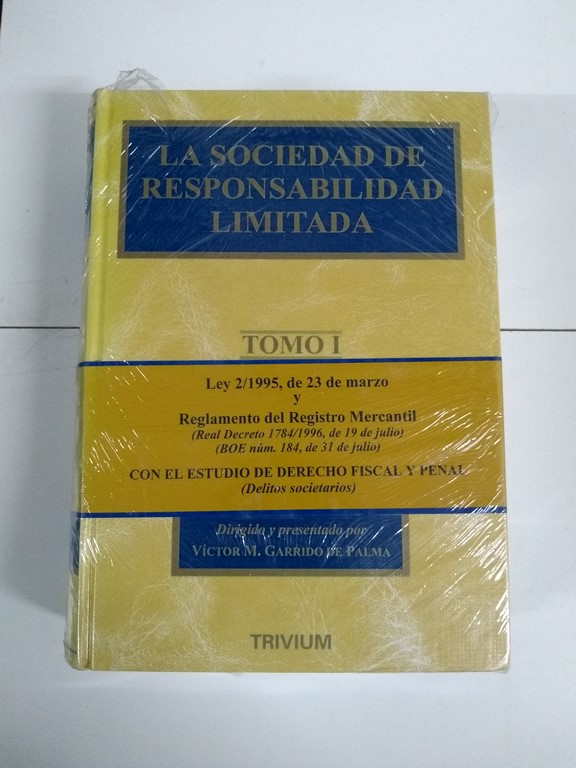 LA SOCIEDAD DE
RESPONSABILIDAD
LIMITADA
TOMO I
Ley 2/1995, de 23 de marzo
y
Reglamento del Registro Mercantil
(Real Decreto 1784/1996, de 19 de julio)
(BOE núm. 184, de 31 de julio)
CON EL ESTUDIO DE DERECHO FISCAL Y PENAL
(Delitos societarios)
Dirigido y presentado por
VÍCTOR M. GARRIDO DE PALMA
TRIVIUM